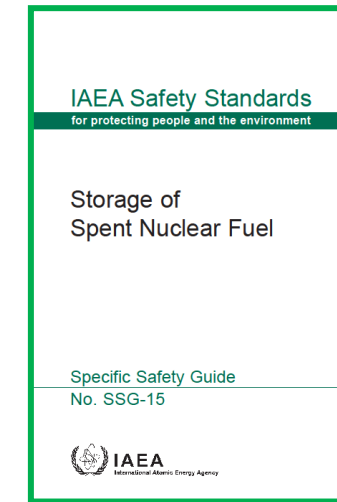 IAEA Safety Standards
for protecting people and the environment
Storage of
Spent Nuclear Fuel
Specific Safety Guide
No. SSG-15
IAEA
International Atomic Energy Agency